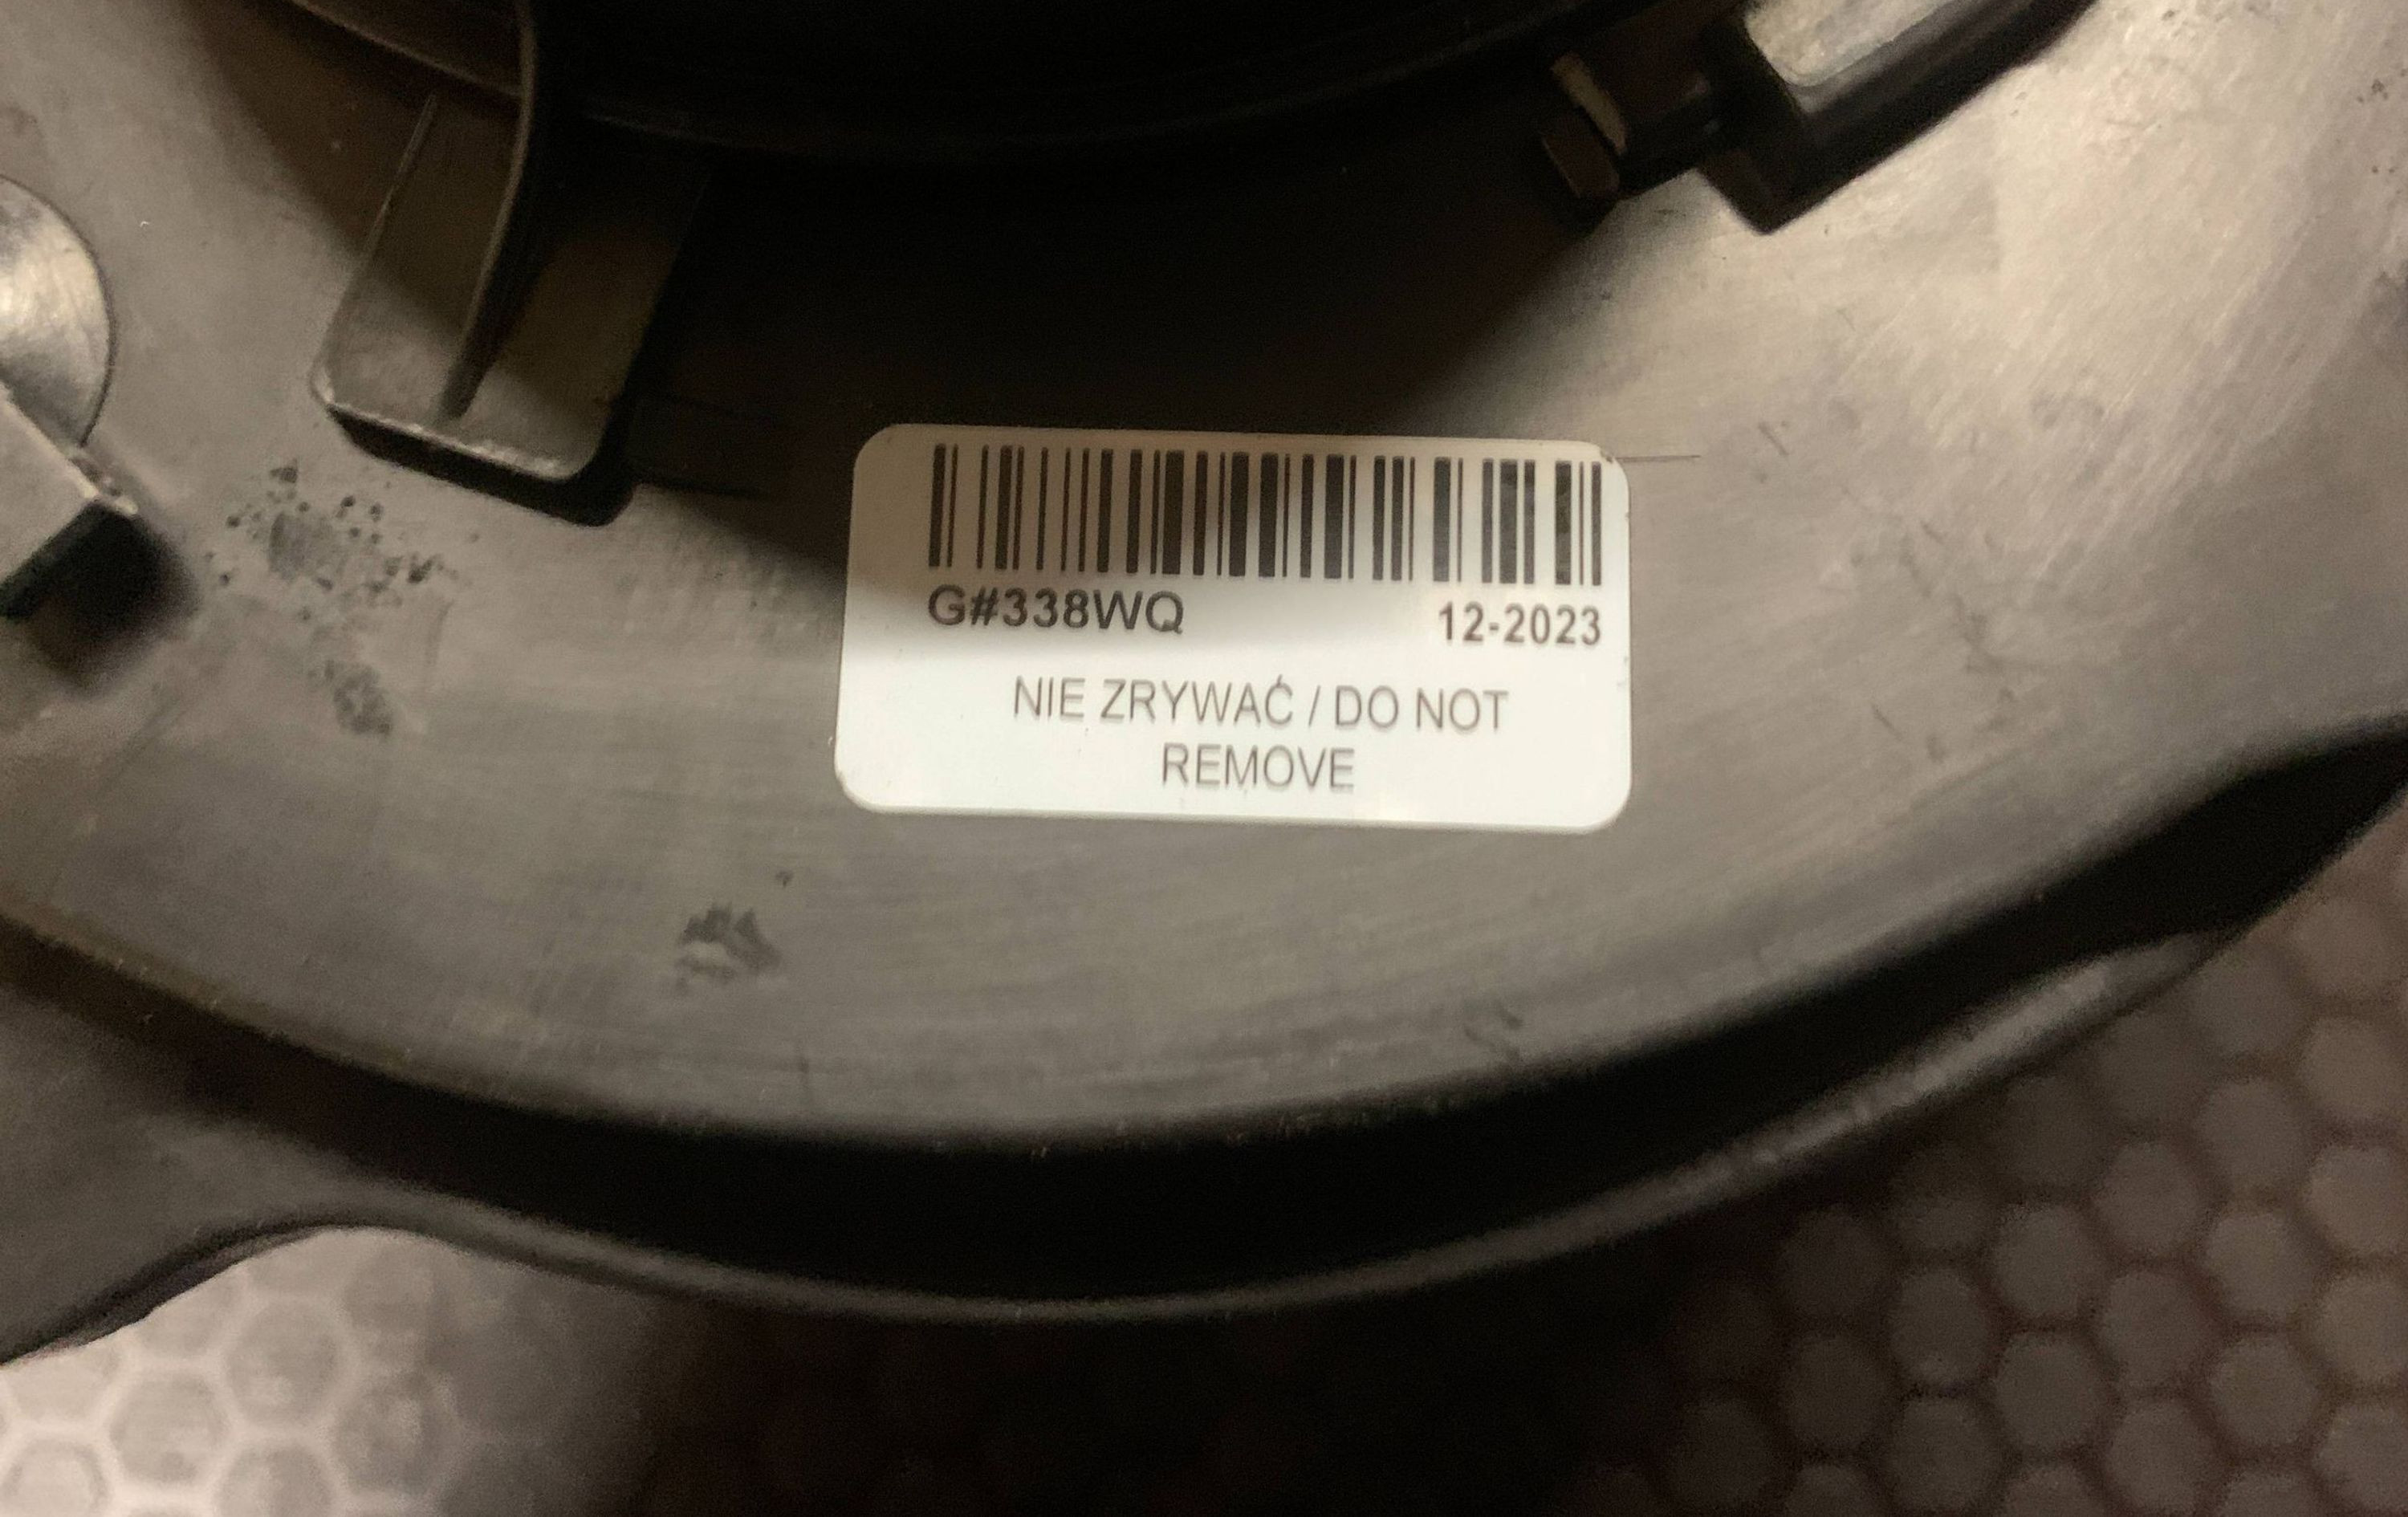 G#338WQ 12-2023
NIE ZRYWAĆ / DO NOT
REMOVE